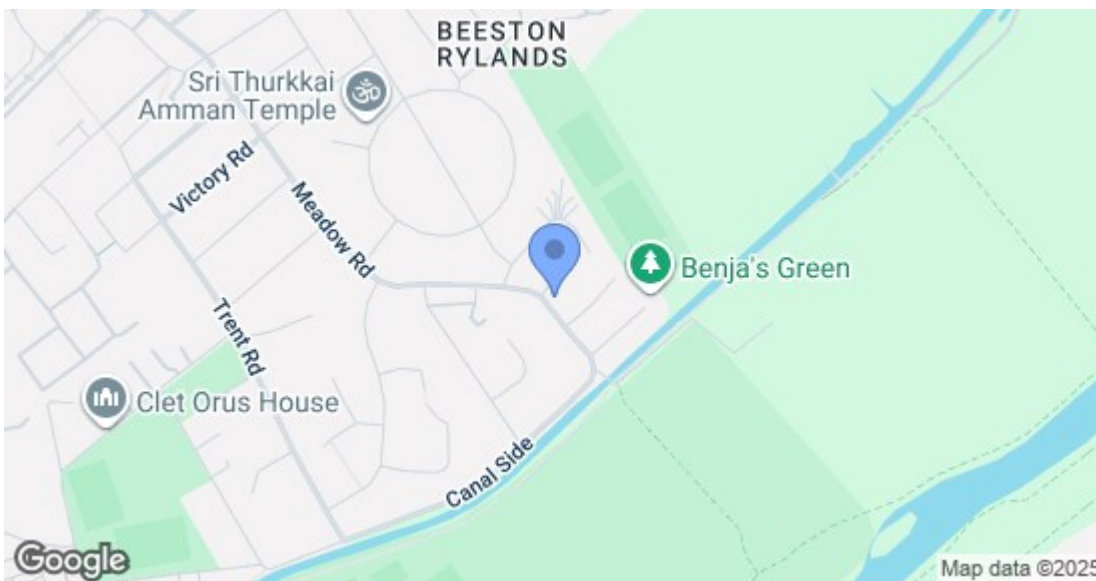 BEESTON
RYLANDS
Sri Thurkkai
Amman Temple
Victory Rd
Meadow Rd
Benja's Green
Trent Rd
Clet Orus House
Canal Side
Google
Map data ©2025